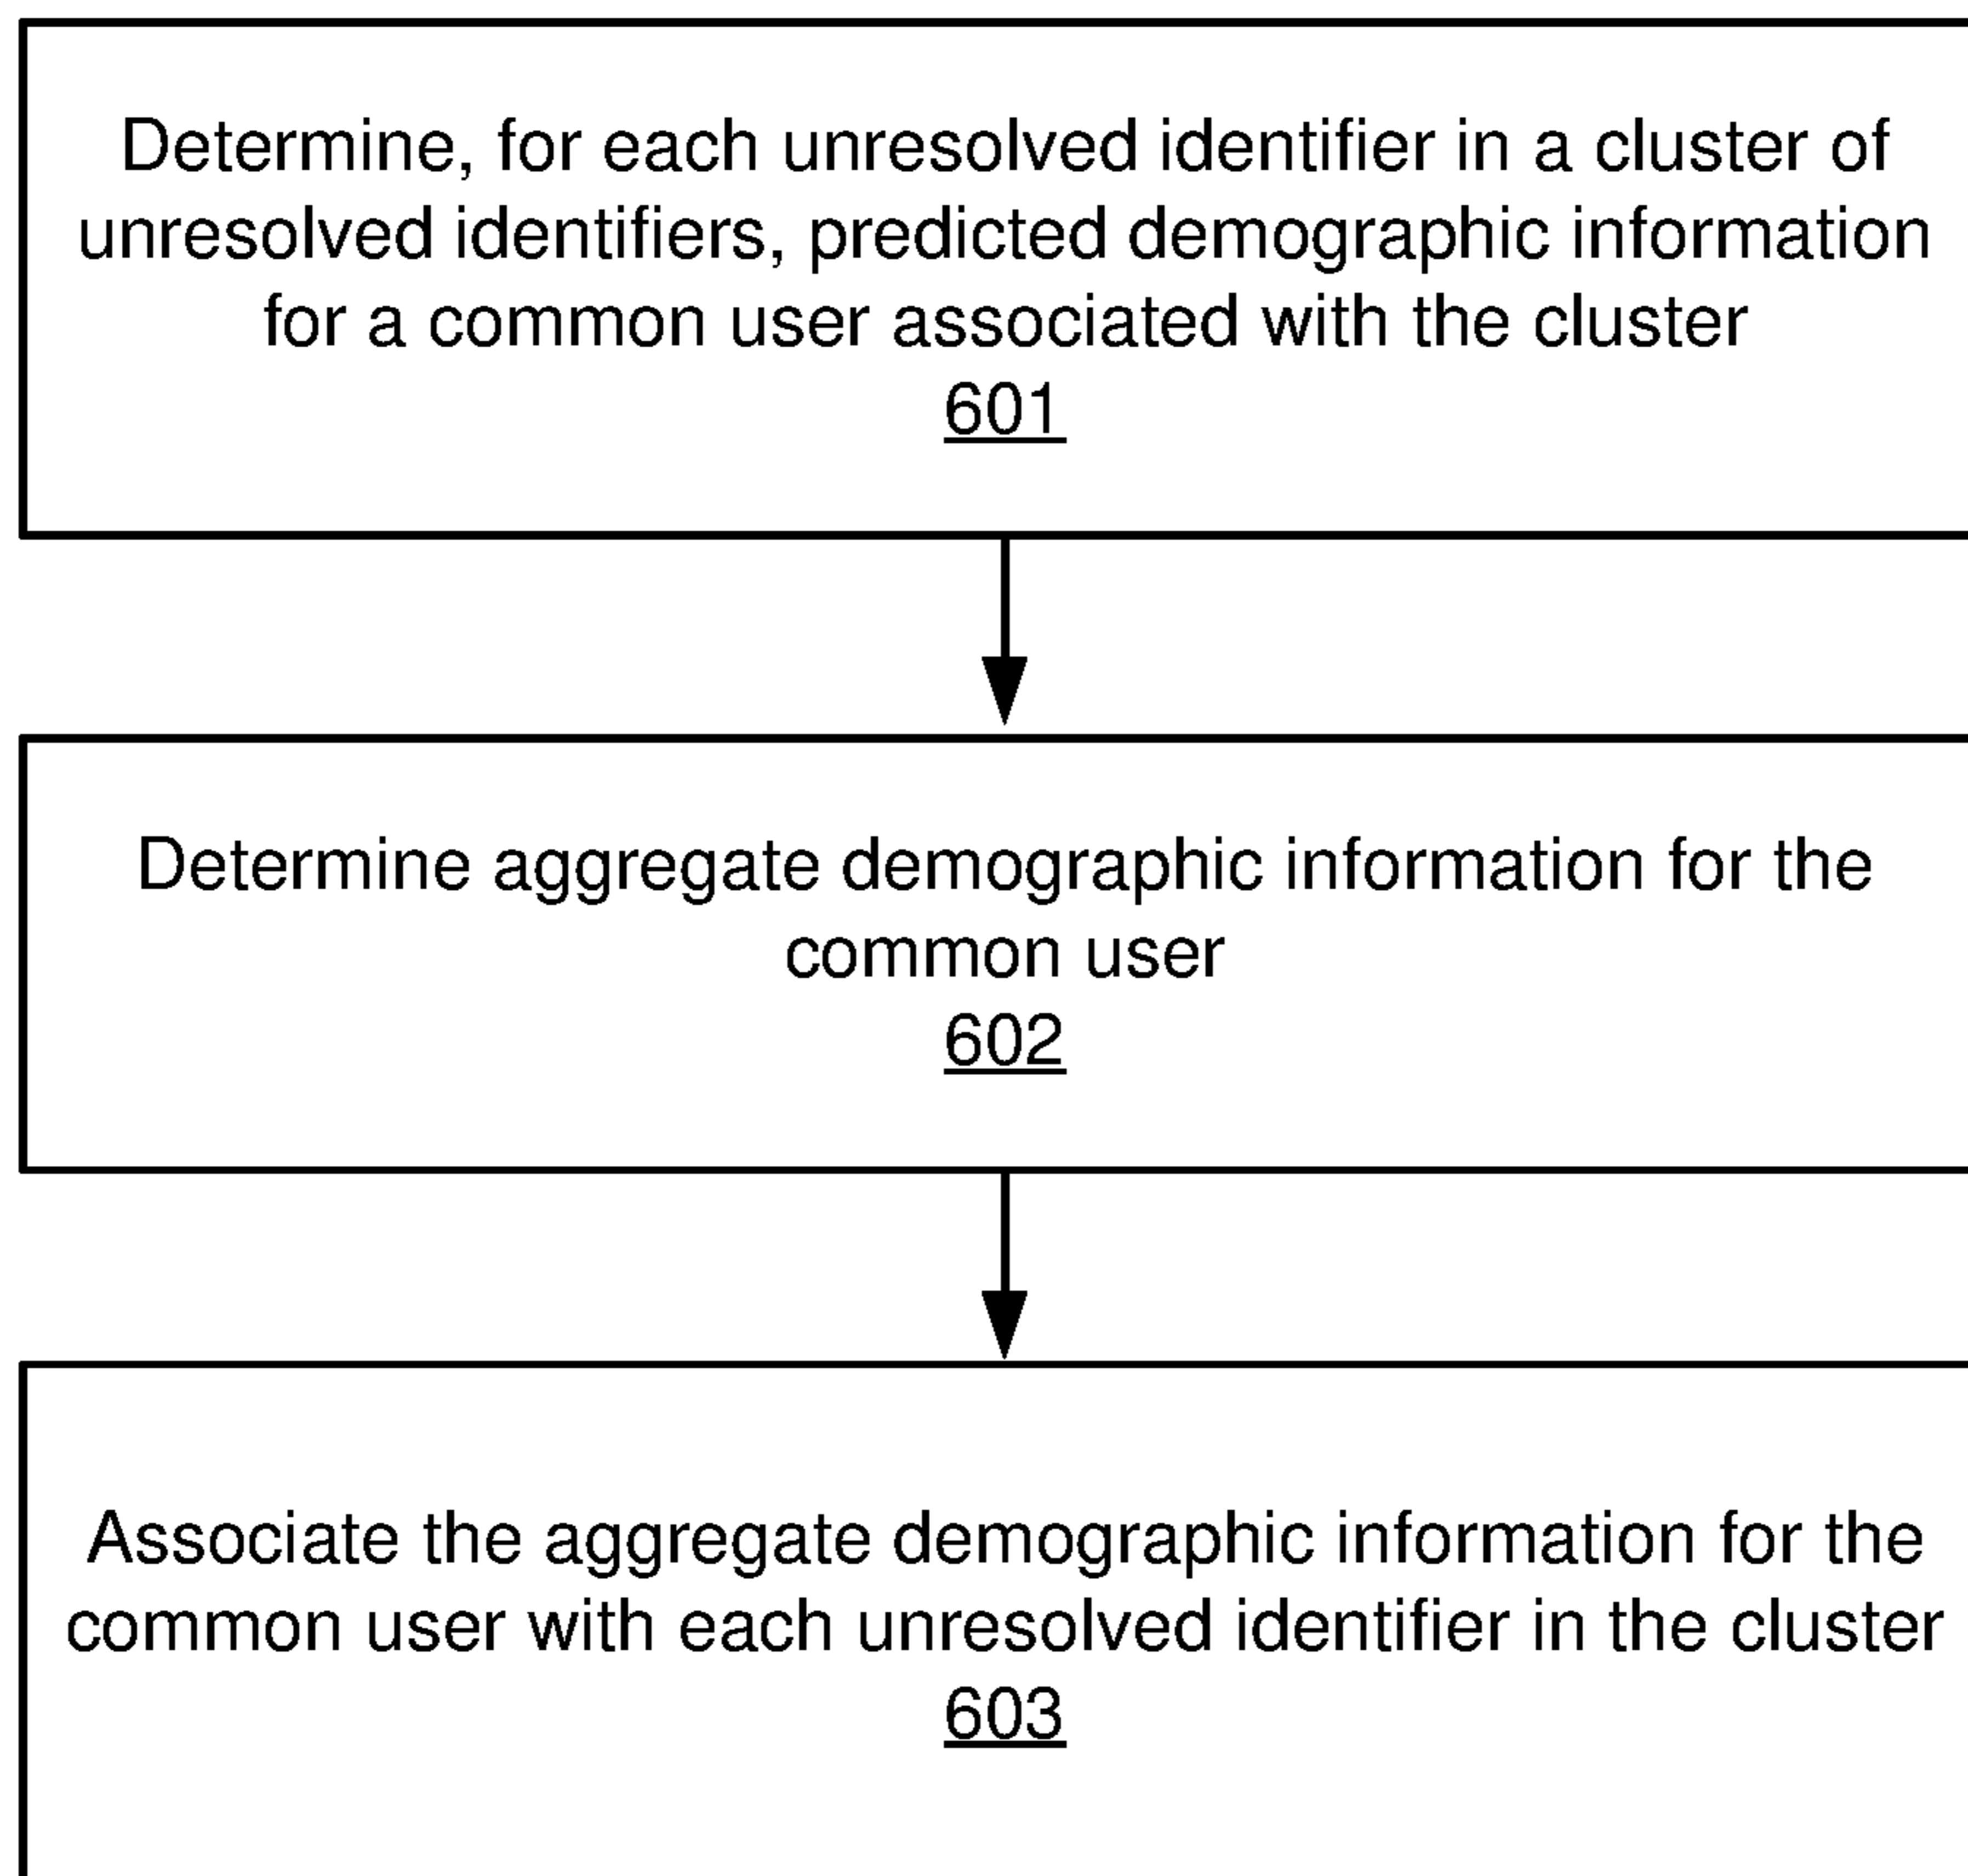 Determine, for each unresolved identifier in a cluster of
unresolved identifiers, predicted demographic information
for a common user associated with the cluster
601
Determine aggregate demographic information for the
common user
602
Associate the aggregate demographic information for the
common user with each unresolved identifier in the cluster
603